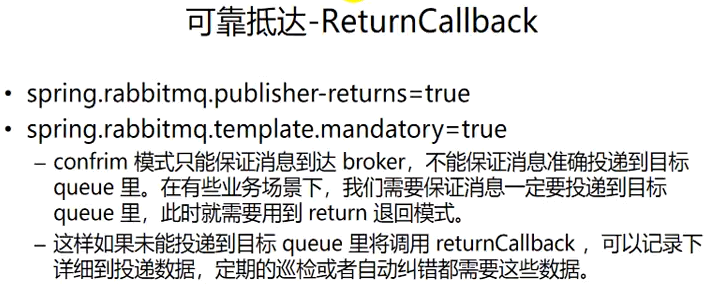 可靠抵达-ReturnCallback
• spring.rabbitmq.publisher-returns=true
• spring.rabbitmq.template.mandatory=true
– confrim 模式只能保证消息到达 broker，不能保证消息准确投递到目标
queue 里。在有些业务场景下，我们需要保证消息一定要投递到目标
queue 里，此时就需要用到 return 退回模式。
– 这样如果未能投递到目标 queue 里将调用 returnCallback ，可以记录下
详细到投递数据，定期的巡检或者自动纠错都需要这些数据。